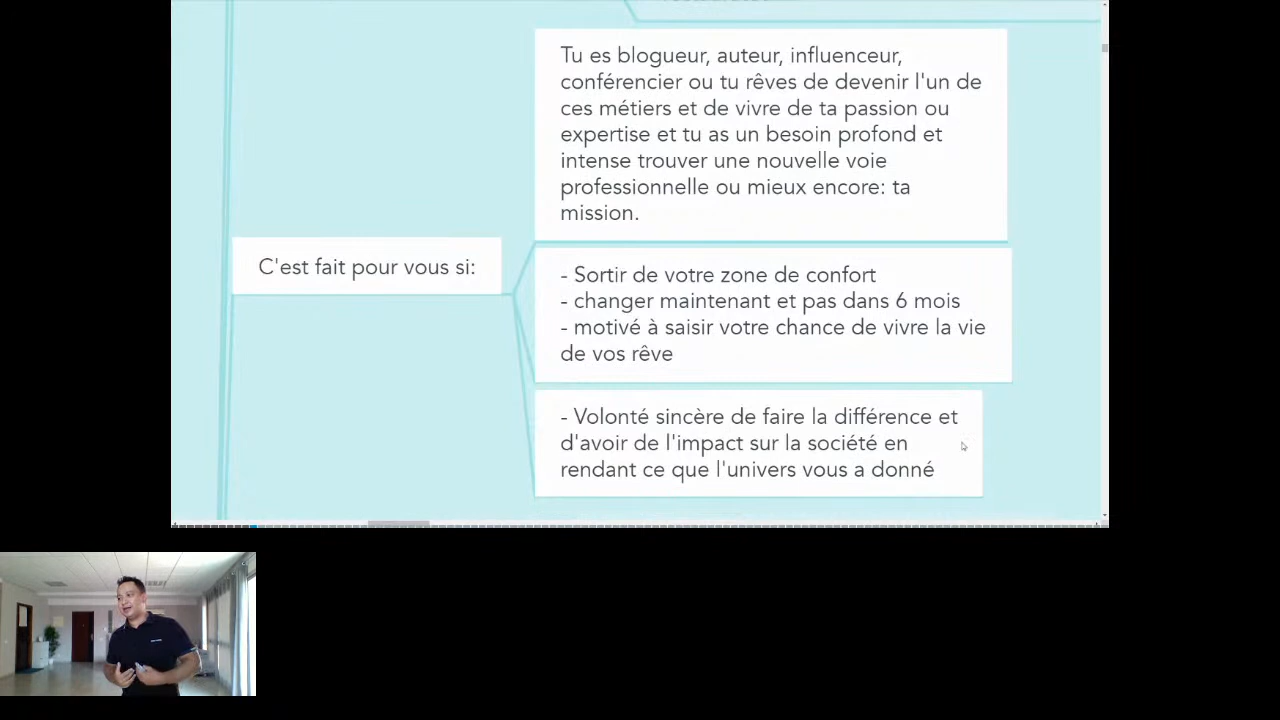 Tu es blogueur, auteur, influenceur,
conférencier ou tu rêves de devenir l'un de
ces métiers et de vivre de ta passion ou
expertise et tu as un besoin profond et
intense trouver une nouvelle voie
professionnelle ou mieux encore: ta
mission.
C'est fait pour vous si:
- Sortir de votre zone de confort
- changer maintenant et pas dans 6 mois
- motivé à saisir votre chance de vivre la vie
de vos rêve
- Volonté sincère de faire la différence et
d'avoir de l'impact sur la société en
rendant ce que l'univers vous a donné